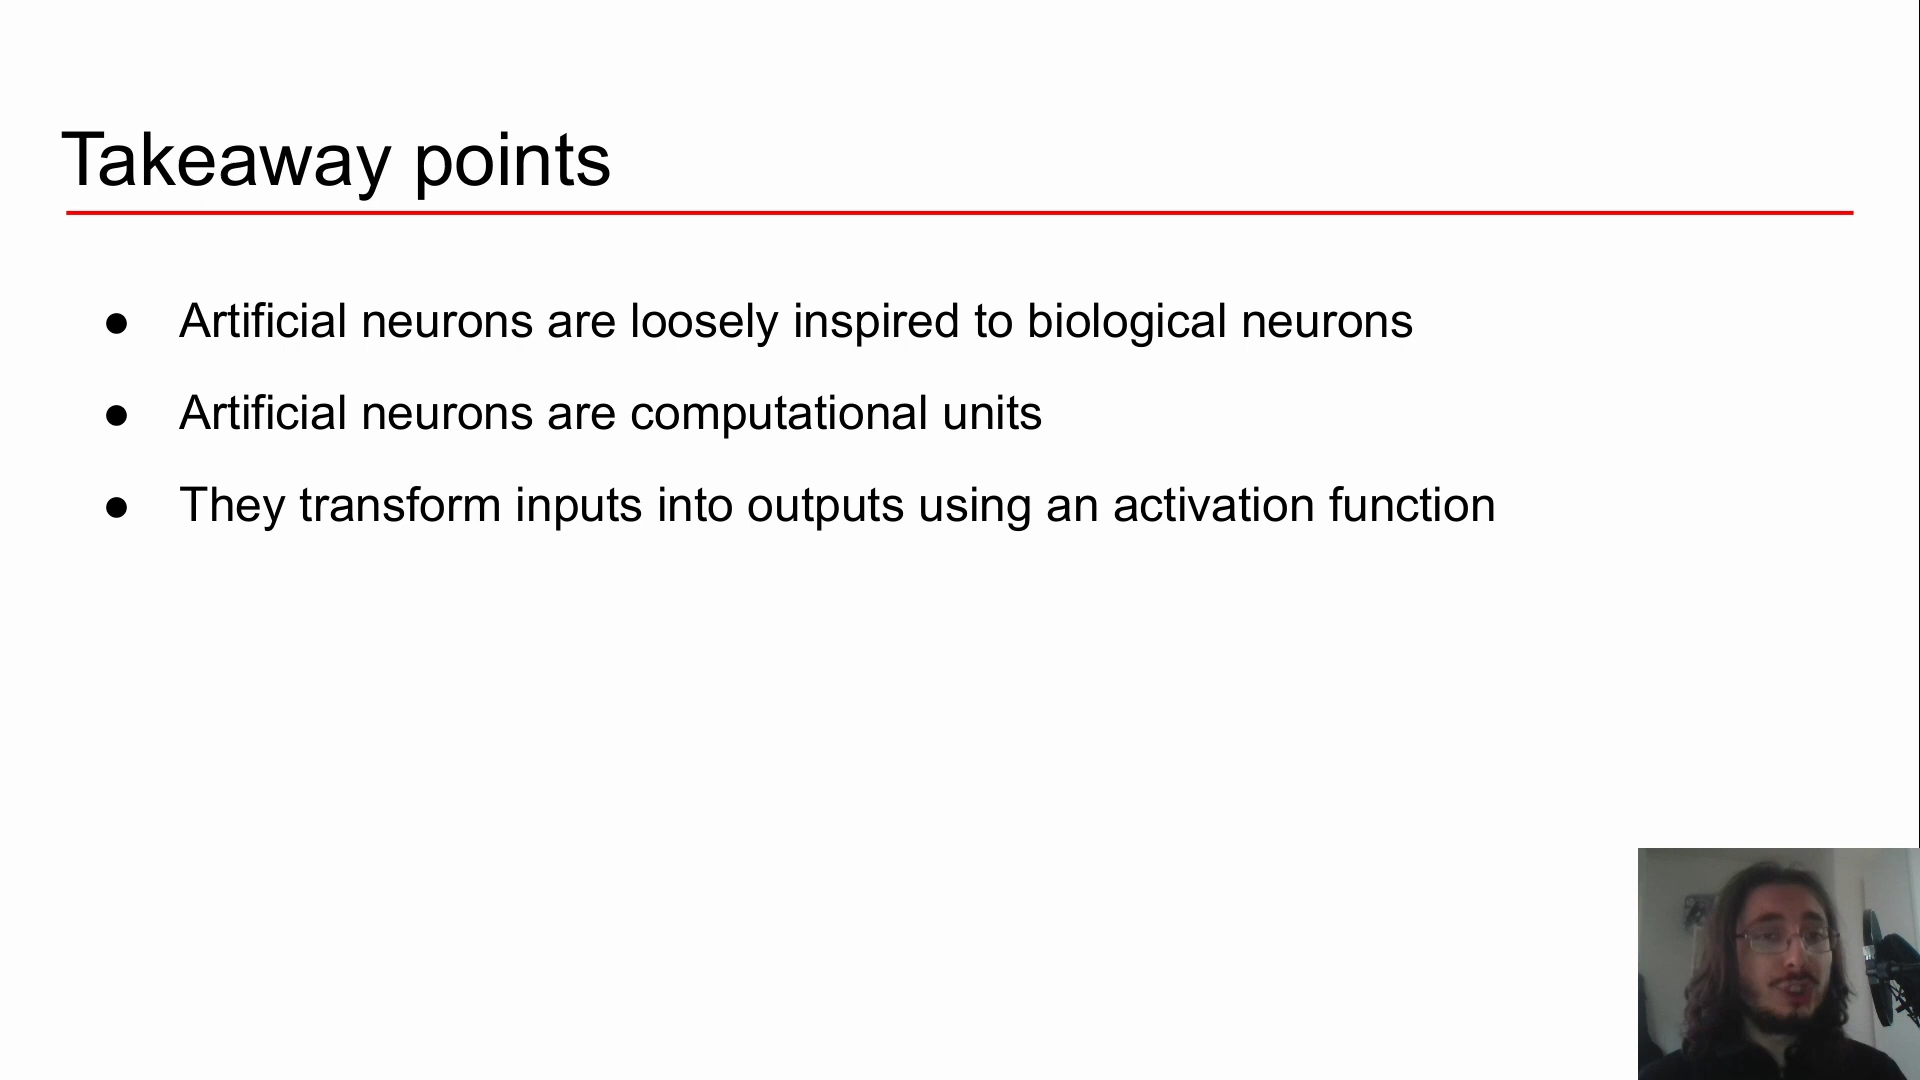 Takeaway points
● Artificial neurons are loosely inspired to biological neurons
● Artificial neurons are computational units
● They transform inputs into outputs using an activation function